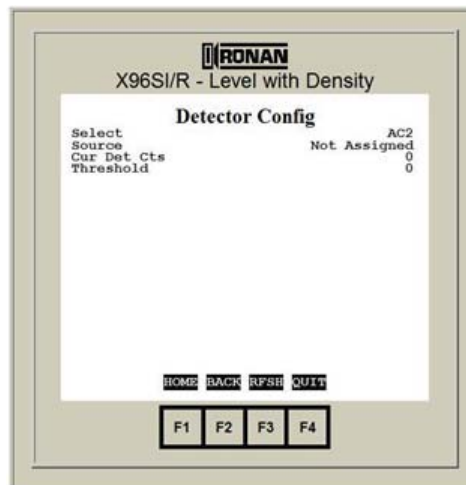 RONAN
X96SI/R - Level with Density
Detector Config
Select AC2
Source Not Assigned
Cur Det Cts 0
Threshold 0
HOME BACK RFSH QUIT
F1 F2 F3 F4